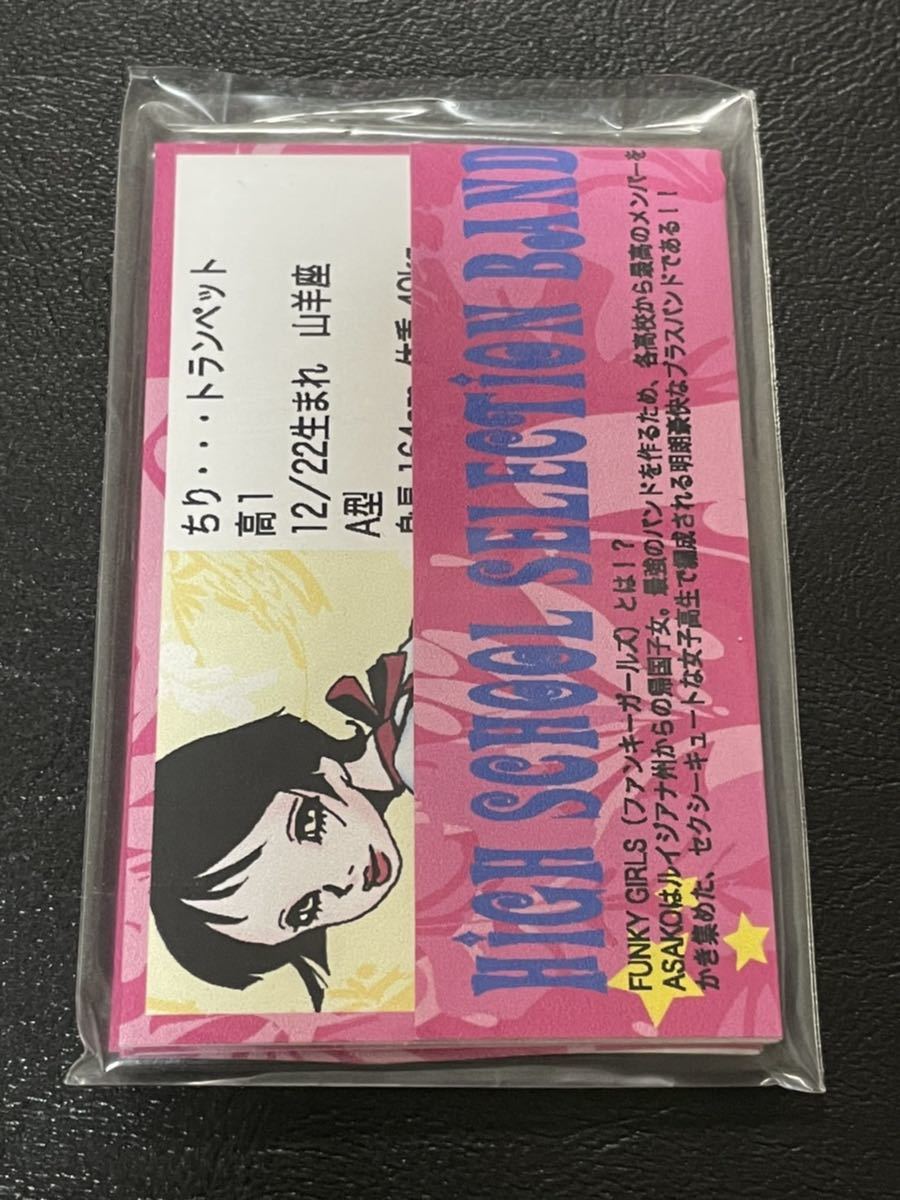 ちり・・・トランペット
高1
12/22生まれ 山羊座
A型
HIGH SCHOOL SELECTION BAND
FUNKY GIRLS（ファンキーガールズ）とは！？
ASAKOはルイジアナ州からの帰国子女。最強のバンドを作るため、各高校から最高のメンバーを
かき集めた、セクシーキュートな女子高生で編成される明朗豪快なブラスバンドである！！